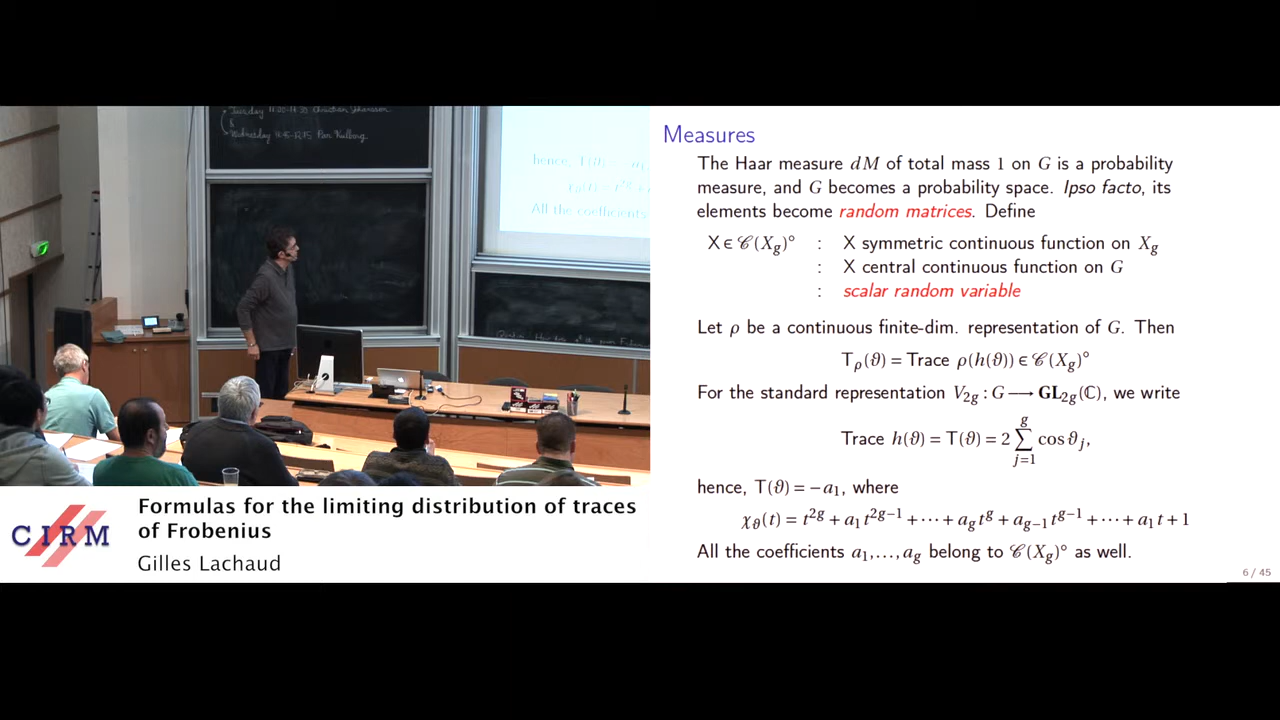 Tuesday
&
Wednesday
hence, T(ϑ) =
All the coefficients
Measures
The Haar measure dM of total mass 1 on G is a probability
measure, and G becomes a probability space. Ipso facto, its
elements become random matrices. Define
X ∈ 𝒞(X_g)° : X symmetric continuous function on X_g
: X central continuous function on G
: scalar random variable
Let ρ be a continuous finite-dim. representation of G. Then
T_ρ(ϑ) = Trace ρ(h(ϑ)) ∈ 𝒞(X_g)°
For the standard representation V_{2g} : G ⟶ GL_{2g}(ℂ), we write
Trace h(ϑ) = T(ϑ) = 2 ∑_{j=1}^{g} cos ϑ_j,
hence, T(ϑ) = −a_1, where
χ_ϑ(t) = t^{2g} + a_1 t^{2g−1} + ⋯ + a_g t^g + a_{g−1} t^{g−1} + ⋯ + a_1 t + 1
All the coefficients a_1,…,a_g belong to 𝒞(X_g)° as well.
6 / 45
CIRM
Formulas for the limiting distribution of traces
of Frobenius
Gilles Lachaud